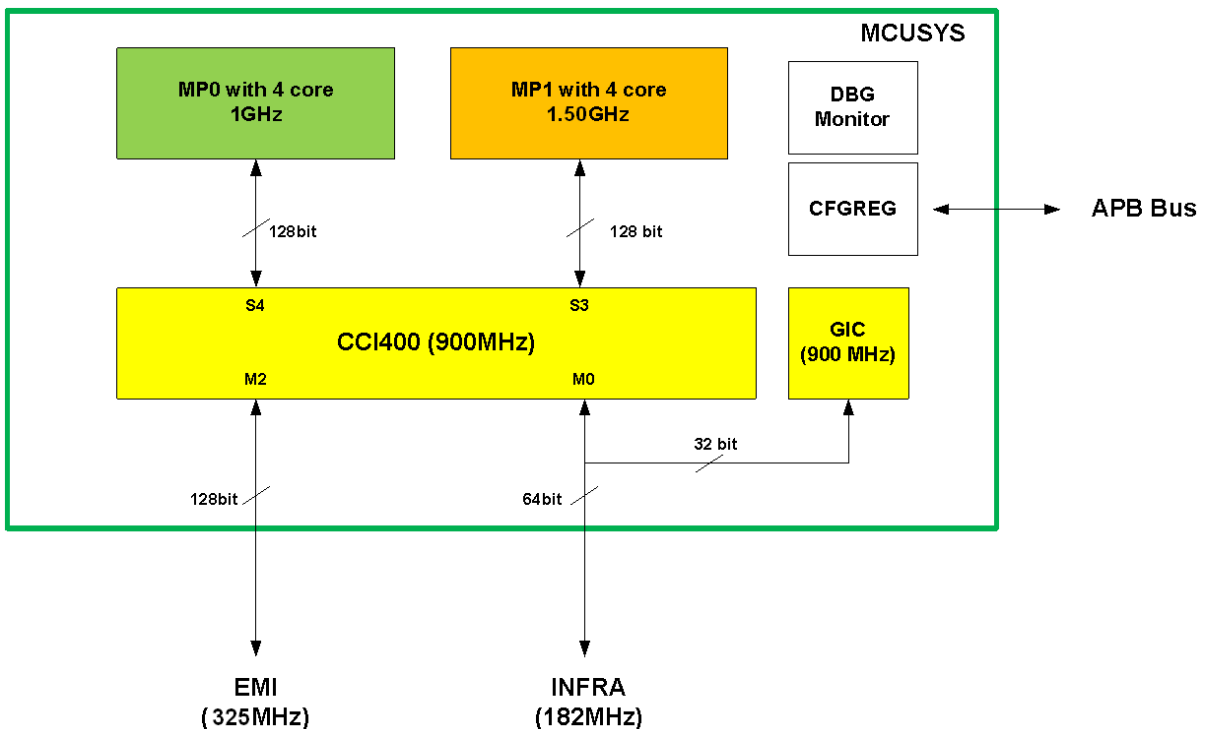 MCUSYS
MP0 with 4 core
1GHz
MP1 with 4 core
1.50GHz
DBG
Monitor
CFGREG
APB Bus
128bit
128 bit
S4
S3
CCI400 (900MHz)
M2
M0
GIC
(900 MHz)
32 bit
128bit
64bit
EMI
(325MHz)
INFRA
(182MHz)